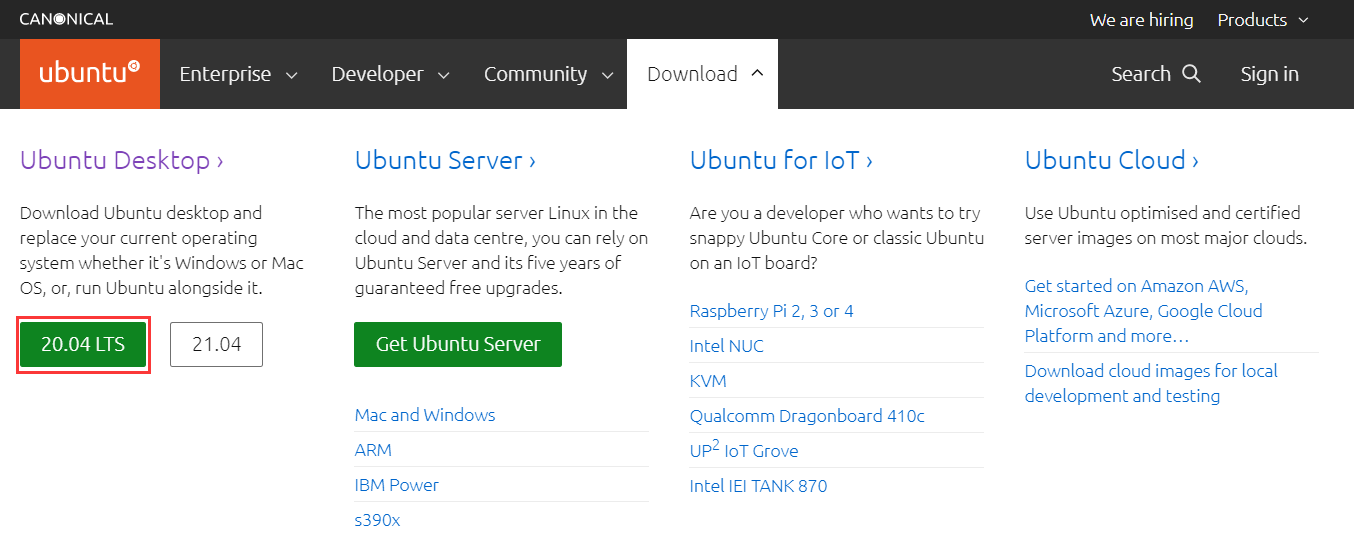 CANONICAL
We are hiring
Products
ubuntu
Enterprise
Developer
Community
Download
Search
Sign in
Ubuntu Desktop ›
Download Ubuntu desktop and
replace your current operating
system whether it's Windows or Mac
OS, or, run Ubuntu alongside it.
20.04 LTS
21.04
Ubuntu Server ›
The most popular server Linux in the
cloud and data centre, you can rely on
Ubuntu Server and its five years of
guaranteed free upgrades.
Get Ubuntu Server
Mac and Windows
ARM
IBM Power
s390x
Ubuntu for IoT ›
Are you a developer who wants to try
snappy Ubuntu Core or classic Ubuntu
on an IoT board?
Raspberry Pi 2, 3 or 4
Intel NUC
KVM
Qualcomm Dragonboard 410c
UP² IoT Grove
Intel IEI TANK 870
Ubuntu Cloud ›
Use Ubuntu optimised and certified
server images on most major clouds.
Get started on Amazon AWS,
Microsoft Azure, Google Cloud
Platform and more…
Download cloud images for local
development and testing